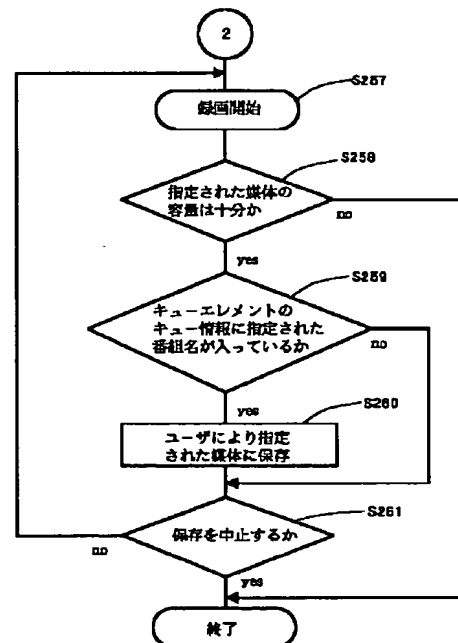 2
S257
録画開始
S258
指定された媒体の
容量は十分か
no
yes
S259
キューエレメントの
キュー情報に指定された
番組名が入っているか
no
yes
S260
ユーザにより指定
された媒体に保存
S261
保存を中止するか
no
yes
終了